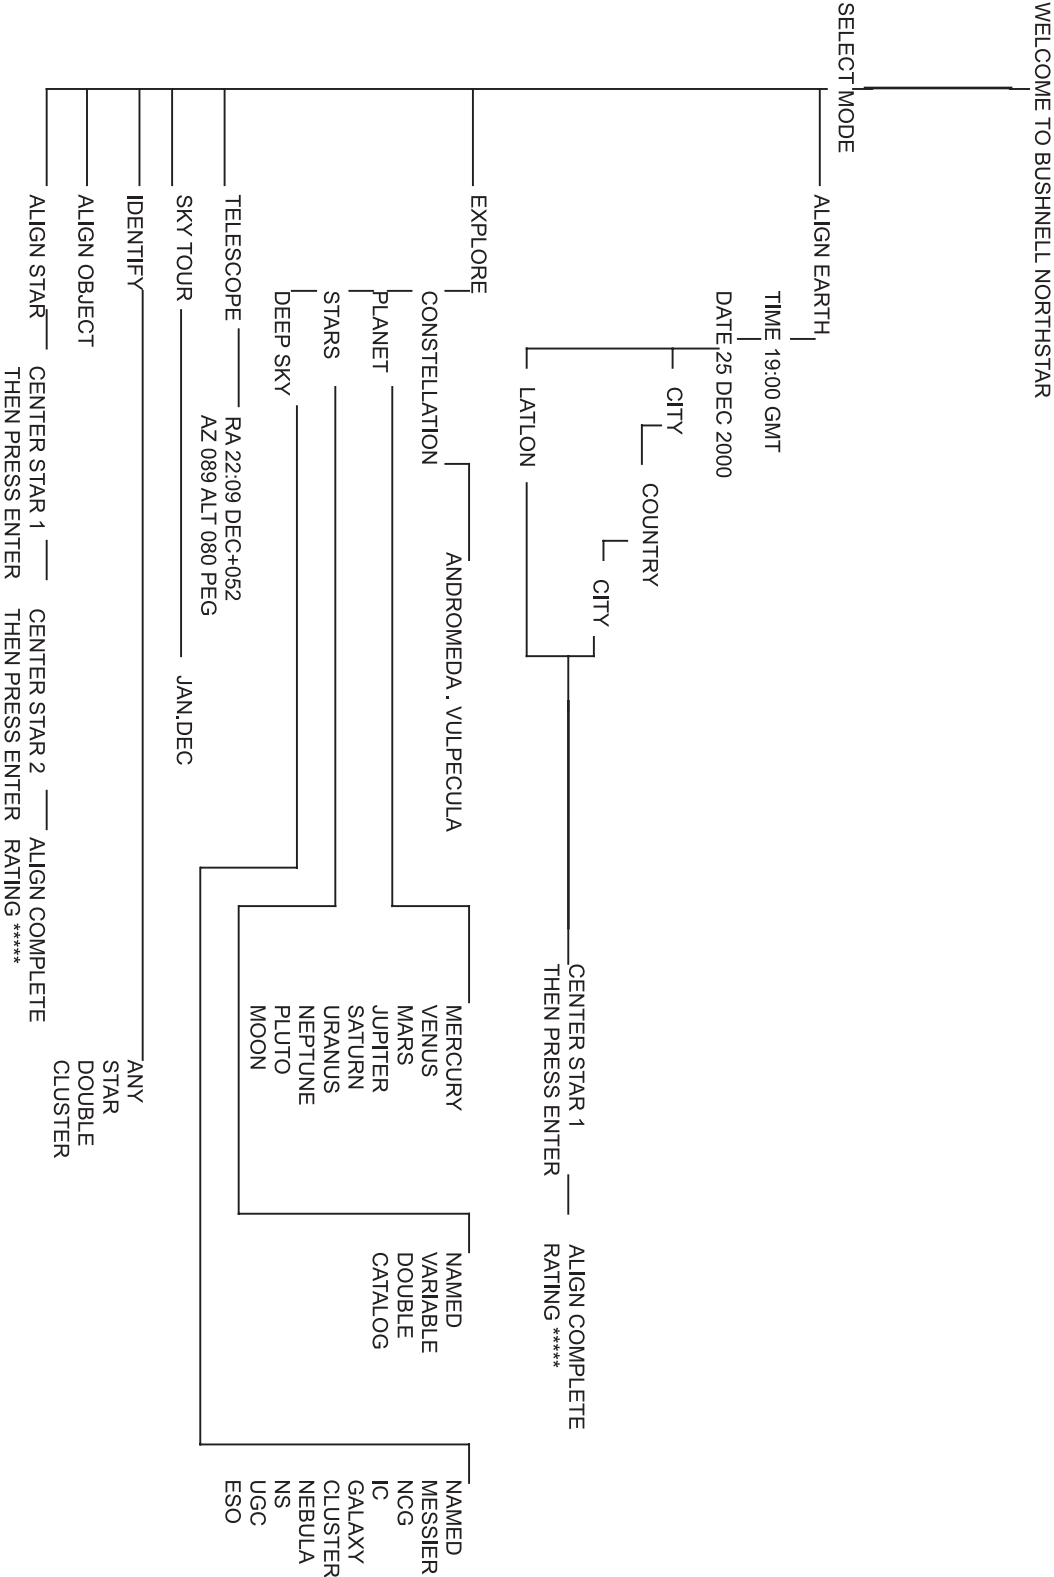 WELCOME TO BUSHNELL NORTHSTAR
SELECT MODE
ALIGN EARTH
TIME 19:00 GMT
DATE 25 DEC 2000
CITY
COUNTRY
CITY
LATLON
CENTER STAR 1
THEN PRESS ENTER
ALIGN COMPLETE
RATING *****
EXPLORE
CONSTELLATION
ANDROMEDA . VULPECULA
PLANET
MERCURY
VENUS
MARS
JUPITER
SATURN
URANUS
NEPTUNE
PLUTO
MOON
STARS
NAMED
VARIABLE
DOUBLE
CATALOG
DEEP SKY
NAMED
MESSIER
NCG
IC
GALAXY
CLUSTER
NEBULA
NS
UGC
ESO
TELESCOPE
RA 22:09 DEC+052
AZ 089 ALT 080 PEG
SKY TOUR
JAN.DEC
IDENTIFY
ANY
STAR
DOUBLE
CLUSTER
ALIGN OBJECT
ALIGN STAR
CENTER STAR 1
THEN PRESS ENTER
CENTER STAR 2
THEN PRESS ENTER
ALIGN COMPLETE
RATING *****